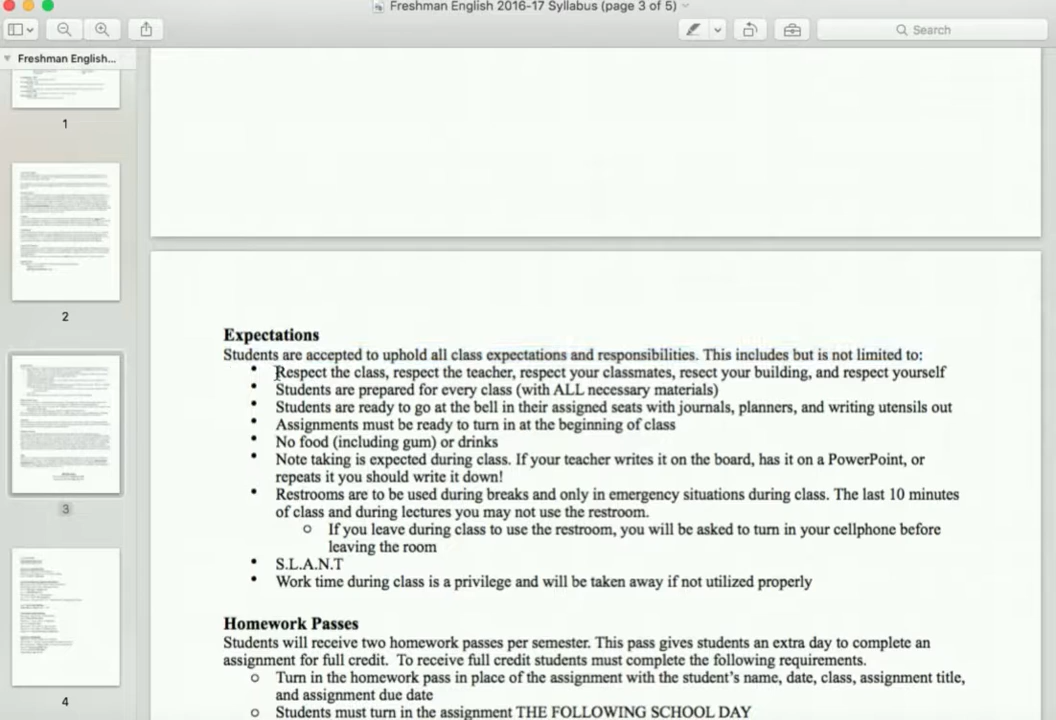 Freshman English 2016-17 Syllabus (page 3 of 5)
Search
Freshman English...
1
2
3
4
Expectations
Students are accepted to uphold all class expectations and responsibilities. This includes but is not limited to:
• Respect the class, respect the teacher, respect your classmates, resect your building, and respect yourself
• Students are prepared for every class (with ALL necessary materials)
• Students are ready to go at the bell in their assigned seats with journals, planners, and writing utensils out
• Assignments must be ready to turn in at the beginning of class
• No food (including gum) or drinks
• Note taking is expected during class. If your teacher writes it on the board, has it on a PowerPoint, or
repeats it you should write it down!
• Restrooms are to be used during breaks and only in emergency situations during class. The last 10 minutes
of class and during lectures you may not use the restroom.
o If you leave during class to use the restroom, you will be asked to turn in your cellphone before
leaving the room
• S.L.A.N.T
• Work time during class is a privilege and will be taken away if not utilized properly
Homework Passes
Students will receive two homework passes per semester. This pass gives students an extra day to complete an
assignment for full credit. To receive full credit students must complete the following requirements.
o Turn in the homework pass in place of the assignment with the student's name, date, class, assignment title,
and assignment due date
o Students must turn in the assignment THE FOLLOWING SCHOOL DAY